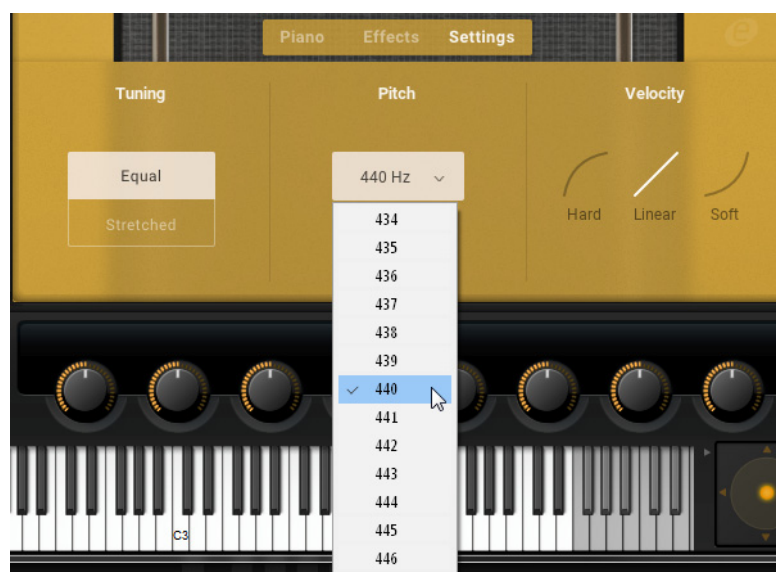 Piano Effects Settings
Tuning Pitch Velocity
Equal
Stretched
440 Hz
434
435
436
437
438
439
440
441
442
443
444
445
446
Hard Linear Soft
C3